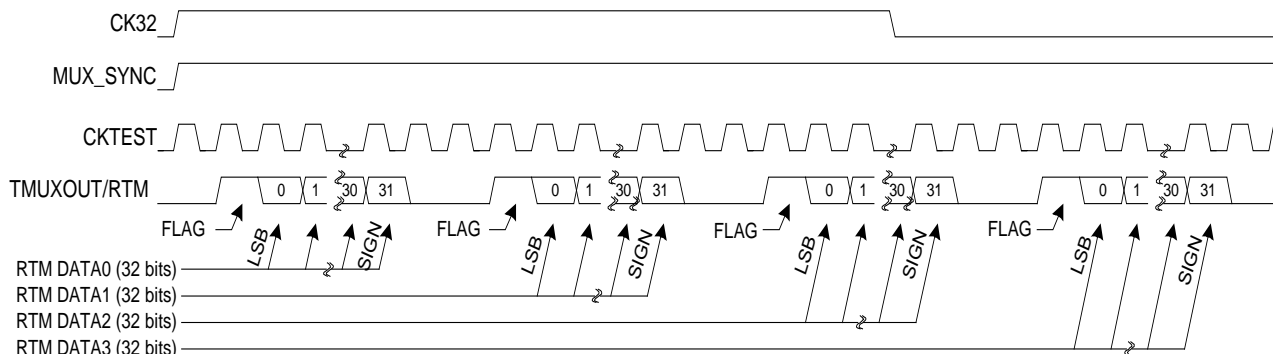 CK32
MUX_SYNC
CKTEST
TMUXOUT/RTM
0 1 30 31 0 1 30 31 0 1 30 31 0 1 30 31
FLAG FLAG FLAG FLAG
LSB SIGN LSB SIGN LSB SIGN LSB SIGN
RTM DATA0 (32 bits)
RTM DATA1 (32 bits)
RTM DATA2 (32 bits)
RTM DATA3 (32 bits)